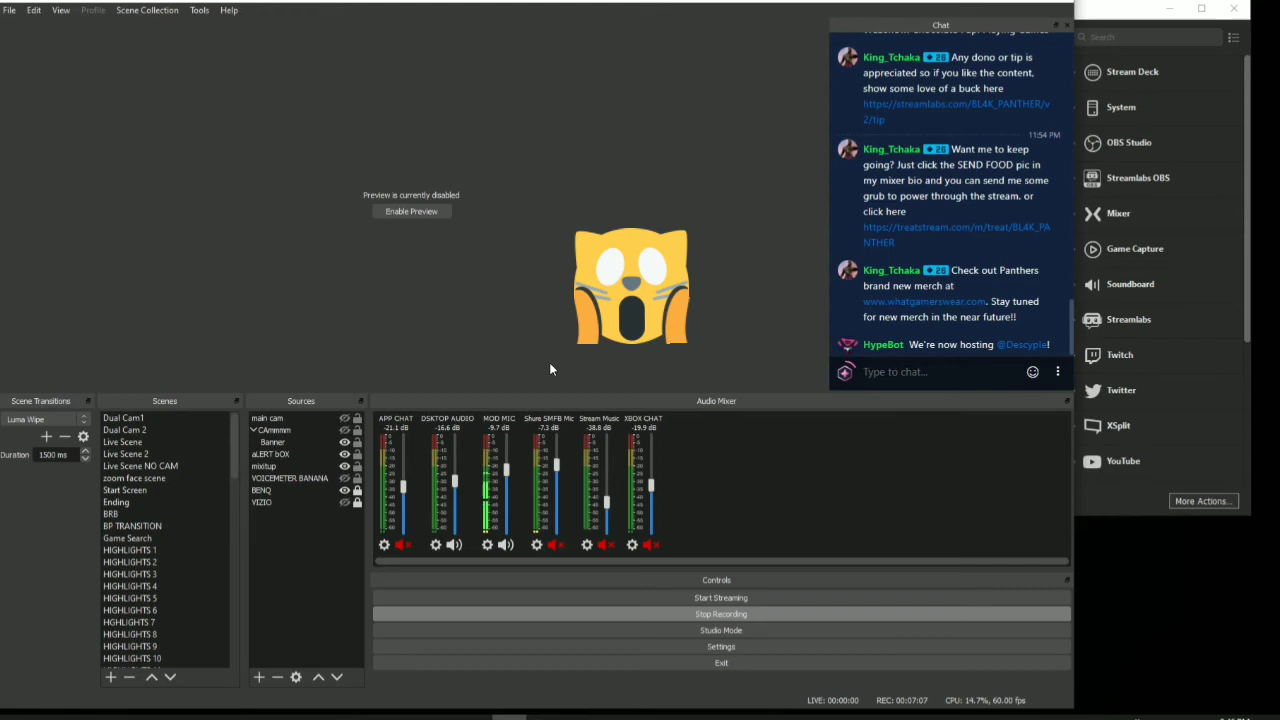 File Edit View Profile Scene Collection Tools Help
Preview is currently disabled
Enable Preview
Chat
King_Tchaka 28 Any dono or tip is
appreciated so if you like the content,
show some love of a buck here
https://streamlabs.com/BL4K_PANTHER/v
2/tip
11:54 PM
King_Tchaka 28 Want me to keep
going? Just click the SEND FOOD pic in
my mixer bio and you can send me some
grub to power through the stream. or
click here
https://treatstream.com/m/treat/BL4K_PA
NTHER
King_Tchaka 28 Check out Panthers
brand new merch at
www.whatgamerswear.com. Stay tuned
for new merch in the near future!!
HypeBot We're now hosting @Descyple!
Type to chat...
Search
Stream Deck
System
OBS Studio
Streamlabs OBS
Mixer
Game Capture
Soundboard
Streamlabs
Twitch
Twitter
XSplit
YouTube
More Actions...
Scene Transitions
Luma Wipe
Duration 1500 ms
Scenes
Dual Cam1
Dual Cam 2
Live Scene
Live Scene 2
Live Scene NO CAM
zoom face scene
Start Screen
Ending
BRB
BP TRANSITION
Game Search
HIGHLIGHTS 1
HIGHLIGHTS 2
HIGHLIGHTS 3
HIGHLIGHTS 4
HIGHLIGHTS 5
HIGHLIGHTS 6
HGHLIGHTS 7
HIGHLIGHTS 8
HIGHLIGHTS 9
HIGHLIGHTS 10
Sources
main cam
CAmmmm
Banner
aLERT bOX
mixitup
VOICEMETER BANANA
BENQ
VIZIO
Audio Mixer
APP CHAT DSKTOP AUDIO MOD MIC Shure SMFB Mic Stream Music XBOX CHAT
-21.1 dB -16.6 dB -9.7 dB -7.3 dB -38.8 dB -19.9 dB
Controls
Start Streaming
Stop Recording
Studio Mode
Settings
Exit
LIVE: 00:00:00 REC: 00:07:07 CPU: 14.7%, 60.00 fps